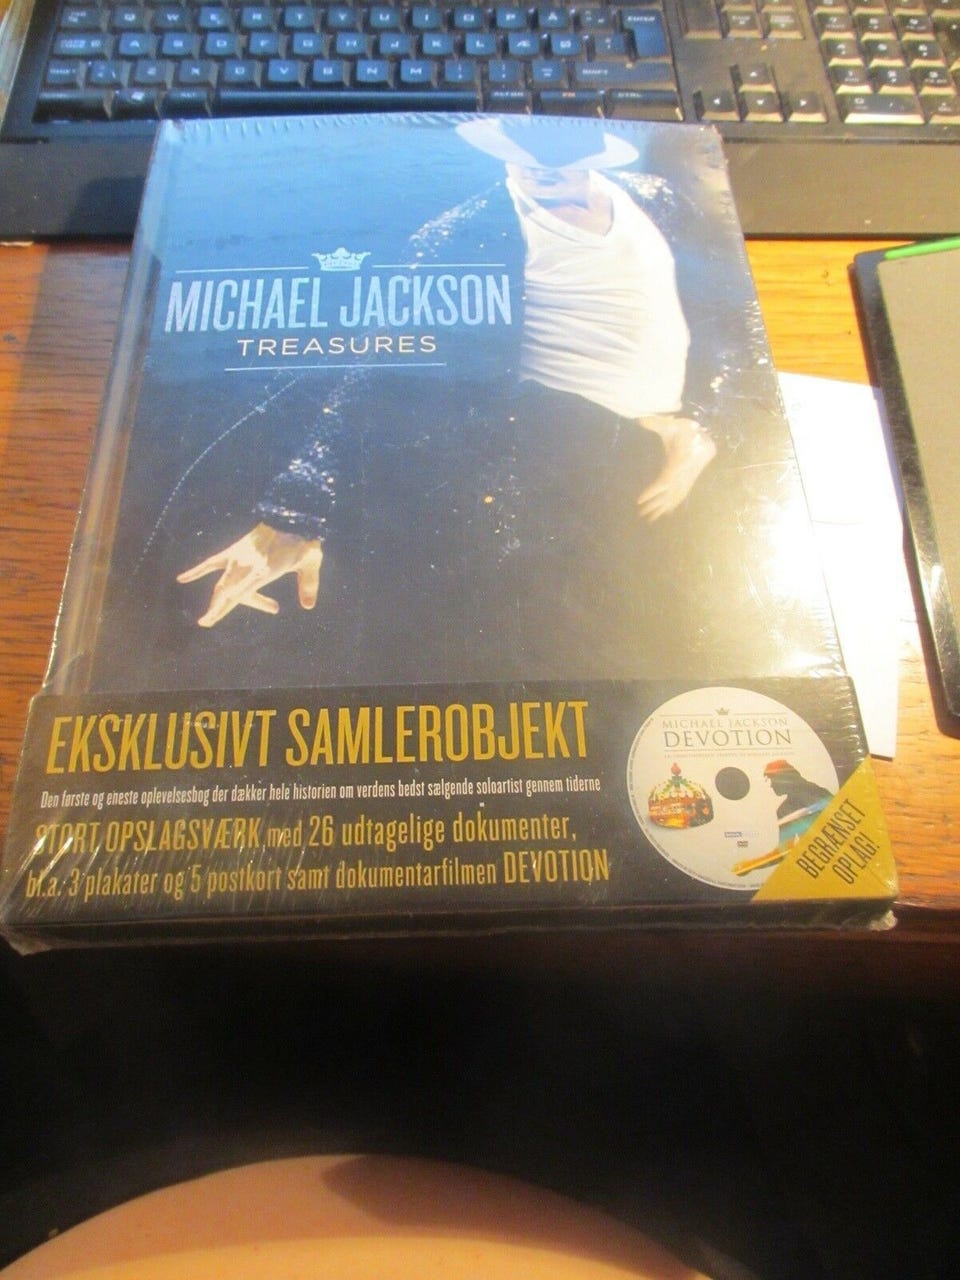 MICHAEL JACKSON
TREASURES
EKSKLUSIVT SAMLEROBJEKT
Den første og eneste oplevelsesbog der dækker hele historien om verdens bedst sælgende soloartist gennem tiderne
STORT OPSLAGSVÆRK med 26 udtagelige dokumenter,
bl.a. 3 plakater og 5 postkort samt dokumentarfilmen DEVOTION
MICHAEL JACKSON
DEVOTION
BEGRÆNSET
OPLAG!